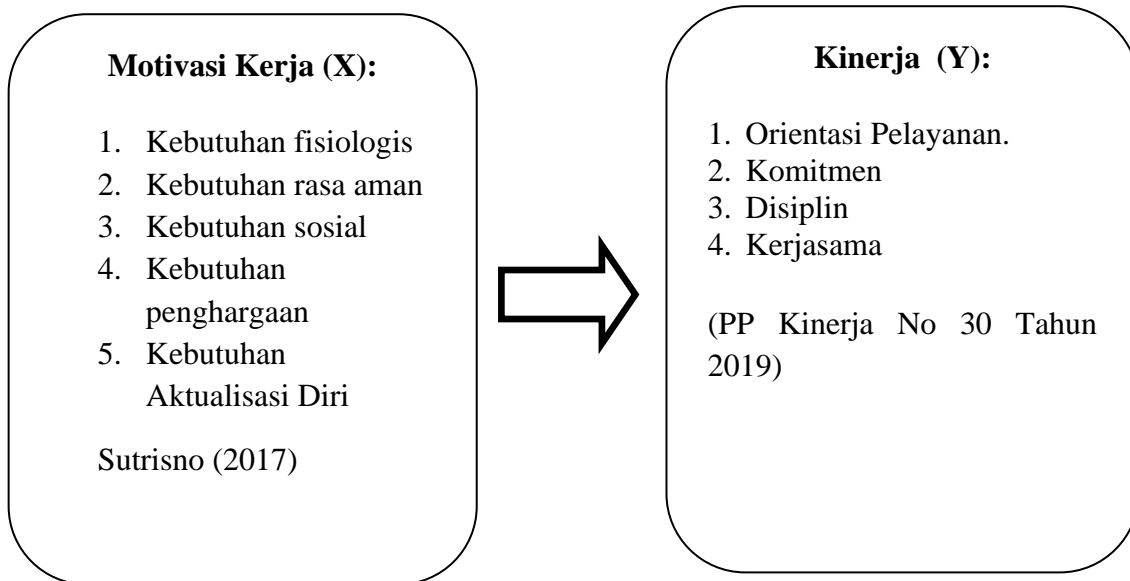 Motivasi Kerja (X):
1. Kebutuhan fisiologis
2. Kebutuhan rasa aman
3. Kebutuhan sosial
4. Kebutuhan
penghargaan
5. Kebutuhan
Aktualisasi Diri
Sutrisno (2017)
Kinerja (Y):
1. Orientasi Pelayanan.
2. Komitmen
3. Disiplin
4. Kerjasama
(PP Kinerja No 30 Tahun
2019)